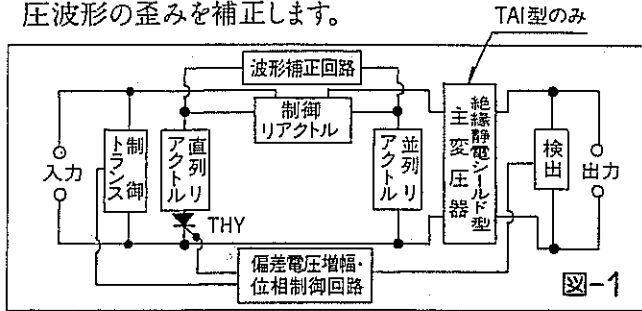 圧波形の歪みを補正します。
TAI型のみ
波形補正回路
制御
リアクトル
入力
制御
トランス
直列リ
アクトル
THY
並列リ
アクトル
絶縁静電シールド型
主変圧器
検出
出力
偏差電圧増幅・
位相制御回路
図-1